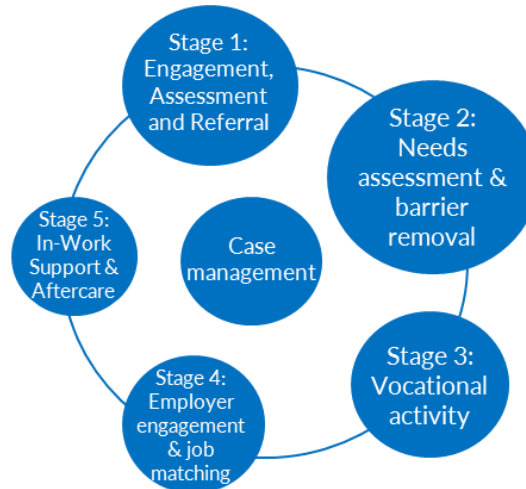 Stage 1:
Engagement,
Assessment
and Referral
Stage 2:
Needs
assessment &
barrier
removal
Stage 3:
Vocational
activity
Stage 4:
Employer
engagement
& job
matching
Stage 5:
In-Work
Support &
Aftercare
Case
management